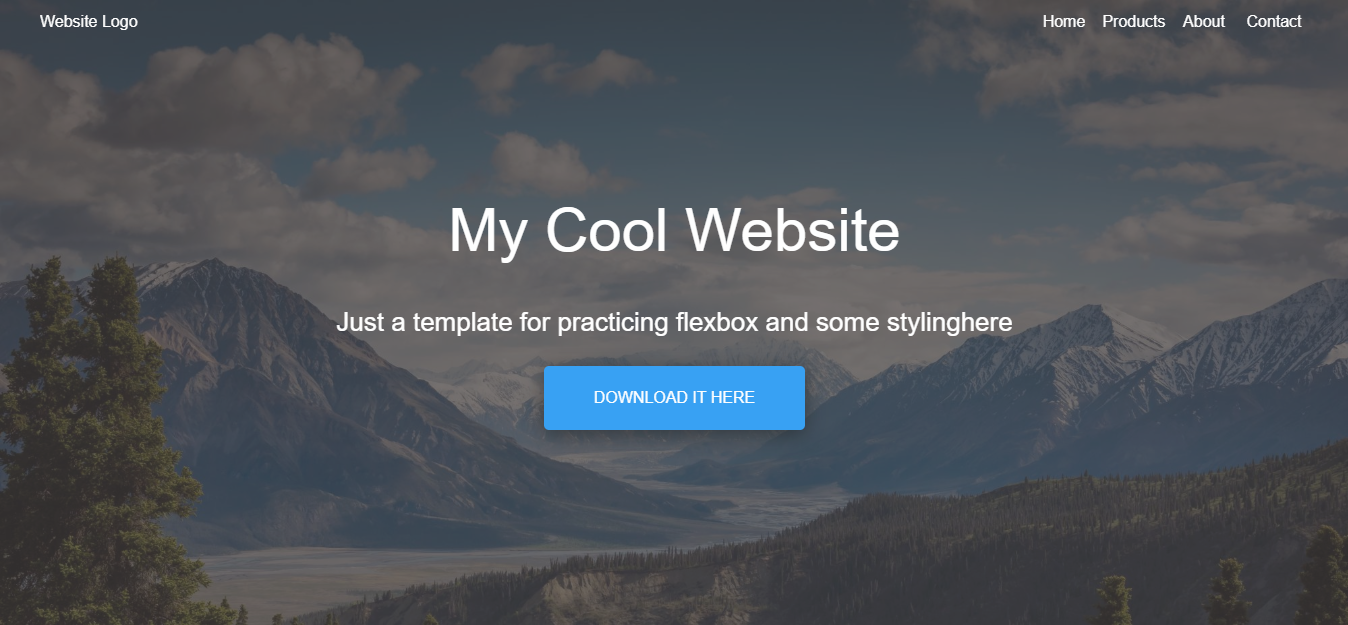 Website Logo
Home Products About Contact
My Cool Website
Just a template for practicing flexbox and some stylinghere
DOWNLOAD IT HERE